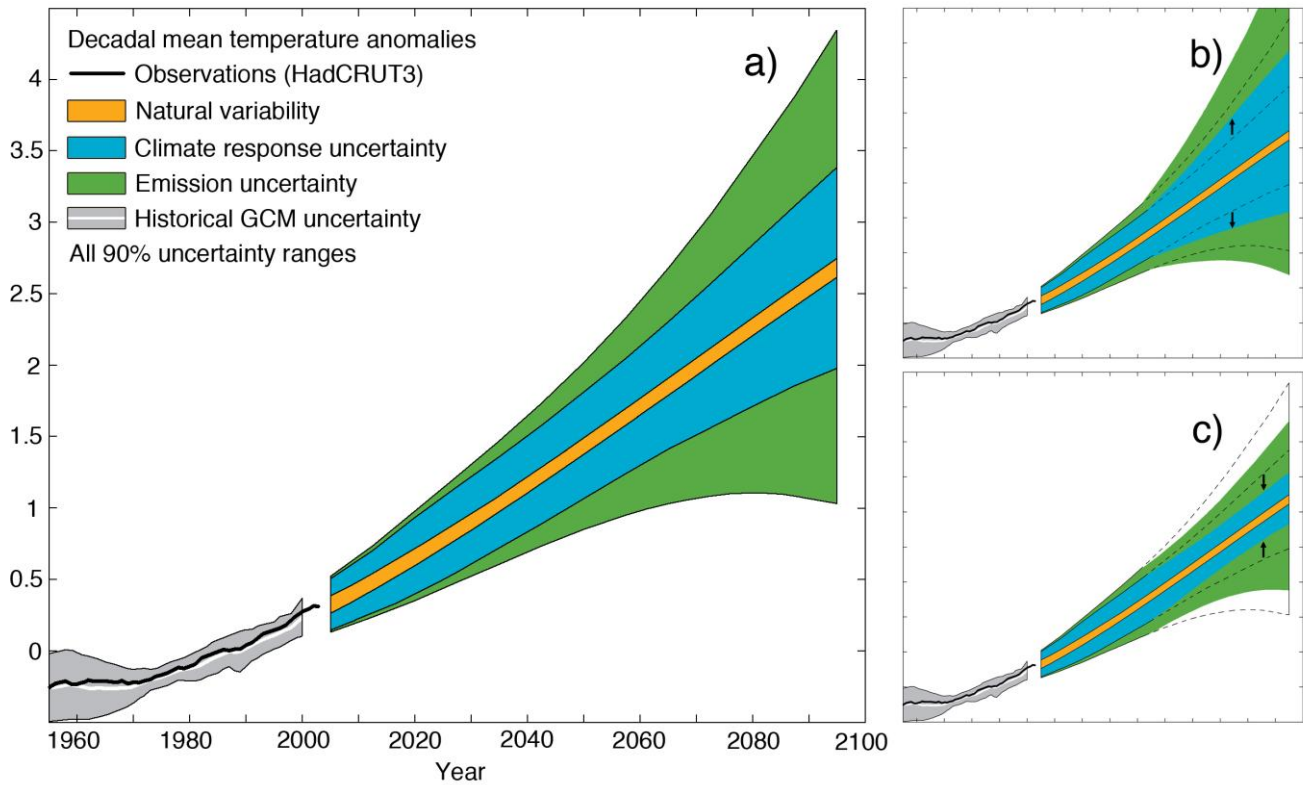 Decadal mean temperature anomalies
Observations (HadCRUT3)
Natural variability
Climate response uncertainty
Emission uncertainty
Historical GCM uncertainty
All 90% uncertainty ranges
a)
4
3.5
3
2.5
2
1.5
1
0.5
0
1960 1980 2000 2020 2040 2060 2080 2100
Year
b)
c)